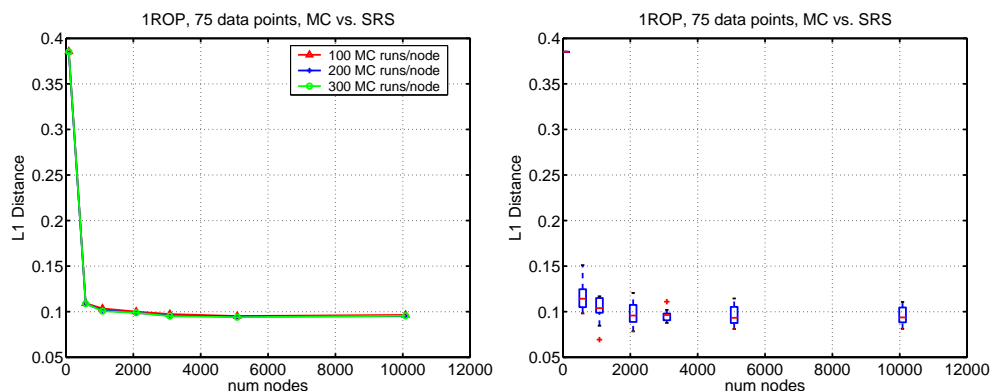 1ROP, 75 data points, MC vs. SRS
0.4
0.35
0.3
0.25
0.2
0.15
0.1
0.05
L1 Distance
100 MC runs/node
200 MC runs/node
300 MC runs/node
0 2000 4000 6000 8000 10000 12000
num nodes
1ROP, 75 data points, MC vs. SRS
0.4
0.35
0.3
0.25
0.2
0.15
0.1
0.05
L1 Distance
0 2000 4000 6000 8000 10000 12000
num nodes